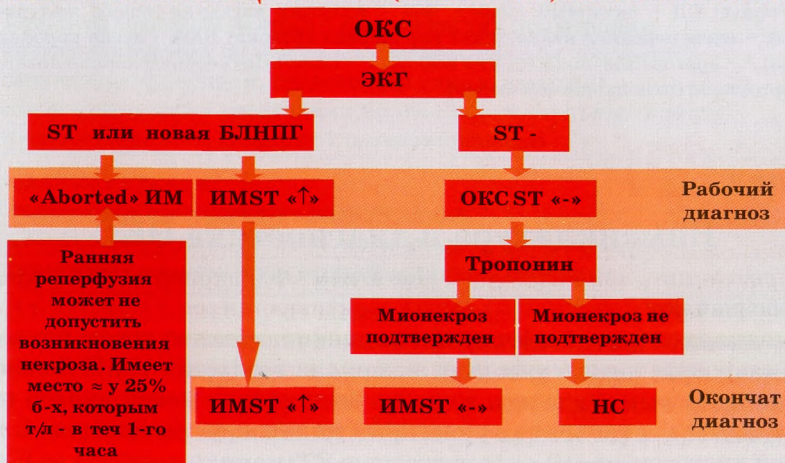 ОКС
ЭКГ
ST или новая БЛНПГ
ST -
«Aborted» ИМ
ИМST «↑»
ОКС ST «-»
Рабочий
диагноз
Ранняя
реперфузия
может не
допустить
возникновения
некроза. Имеет
место ≈ у 25%
б-х, которым
т/л - в теч 1-го
часа
Тропонин
Мионекроз
подтвержден
Мионекроз не
подтвержден
ИМST «↑»
ИМST «-»
НС
Окончат
диагноз